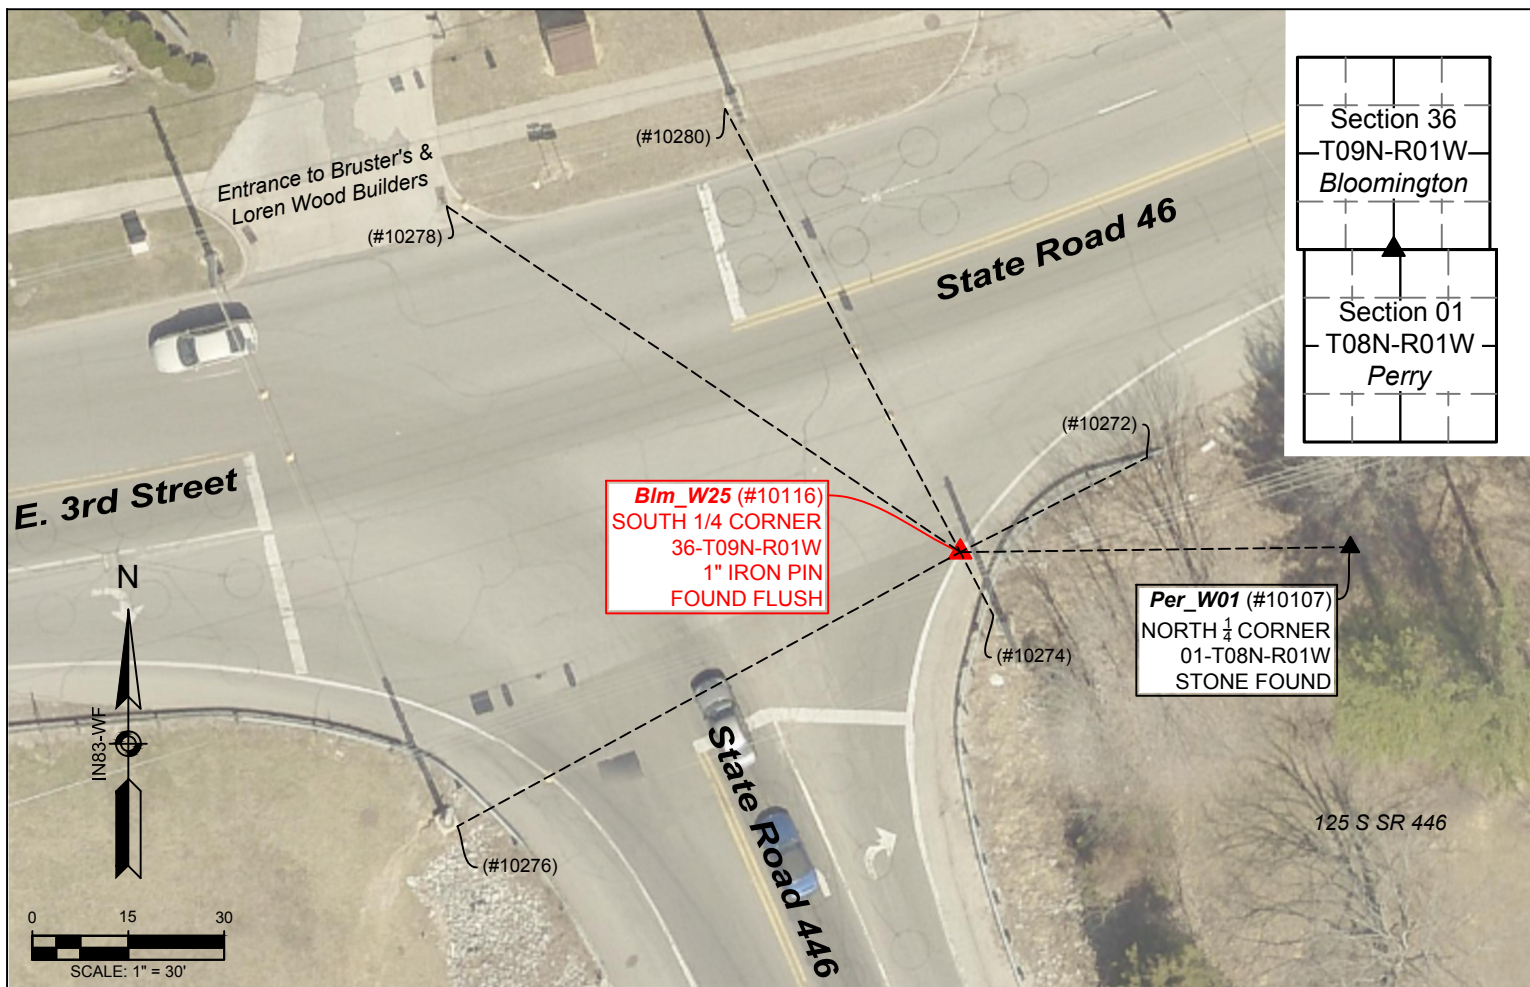 Section 36
T09N-R01W
Bloomington
Section 01
T08N-R01W
Perry
(#10280)
Entrance to Bruster's &
Loren Wood Builders
(#10278)
State Road 46
(#10272)
E. 3rd Street
Blm_W25 (#10116)
SOUTH 1/4 CORNER
36-T09N-R01W
1" IRON PIN
FOUND FLUSH
N
IN83-WF
Per_W01 (#10107)
NORTH 1/4 CORNER
01-T08N-R01W
STONE FOUND
(#10274)
State Road 446
125 S SR 446
(#10276)
0 15 30
SCALE: 1" = 30'